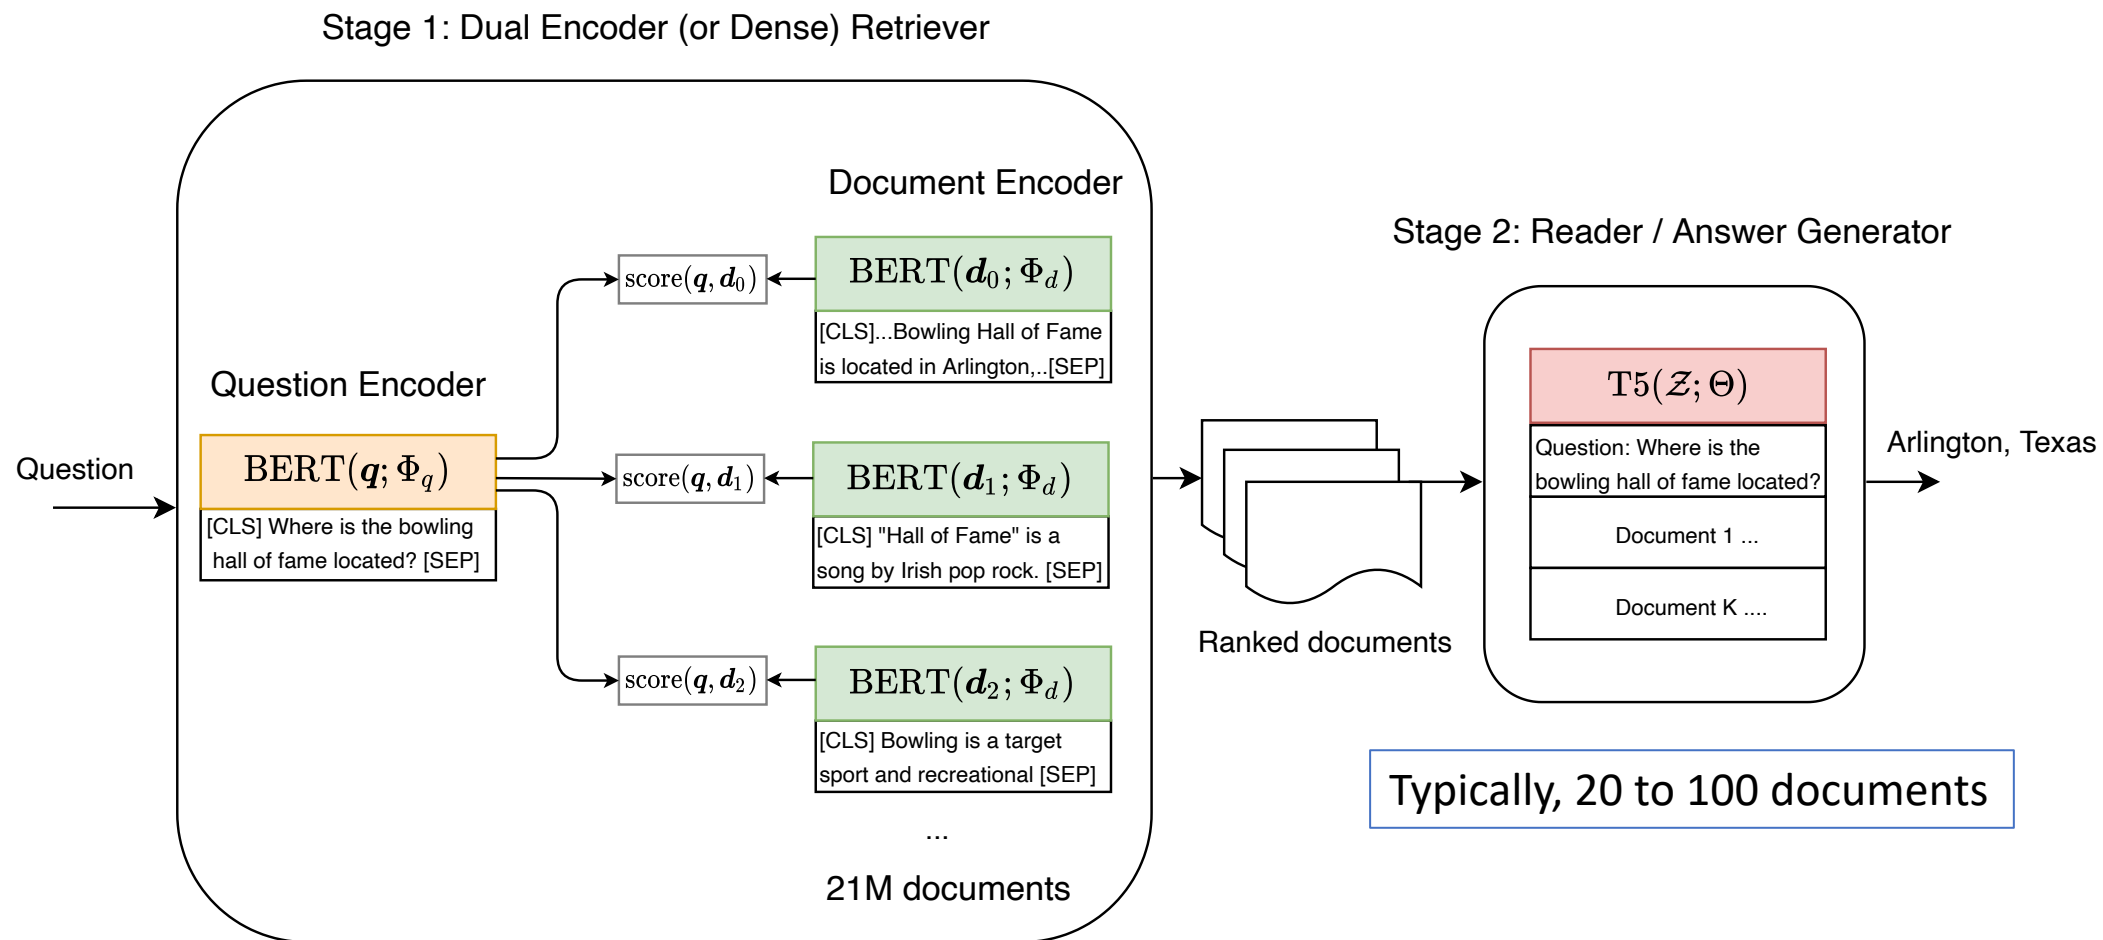 Stage 1: Dual Encoder (or Dense) Retriever
Document Encoder
Stage 2: Reader / Answer Generator
score(q, d₀)
BERT(d₀; Φ_d)
[CLS]...Bowling Hall of Fame
is located in Arlington,..[SEP]
Question Encoder
T5(𝒵; Θ)
Question
BERT(q; Φ_q)
[CLS] Where is the bowling
hall of fame located? [SEP]
score(q, d₁)
BERT(d₁; Φ_d)
[CLS] "Hall of Fame" is a
song by Irish pop rock. [SEP]
Question: Where is the
bowling hall of fame located?
Document 1 ...
Document K ....
Arlington, Texas
Ranked documents
score(q, d₂)
BERT(d₂; Φ_d)
[CLS] Bowling is a target
sport and recreational [SEP]
...
21M documents
Typically, 20 to 100 documents